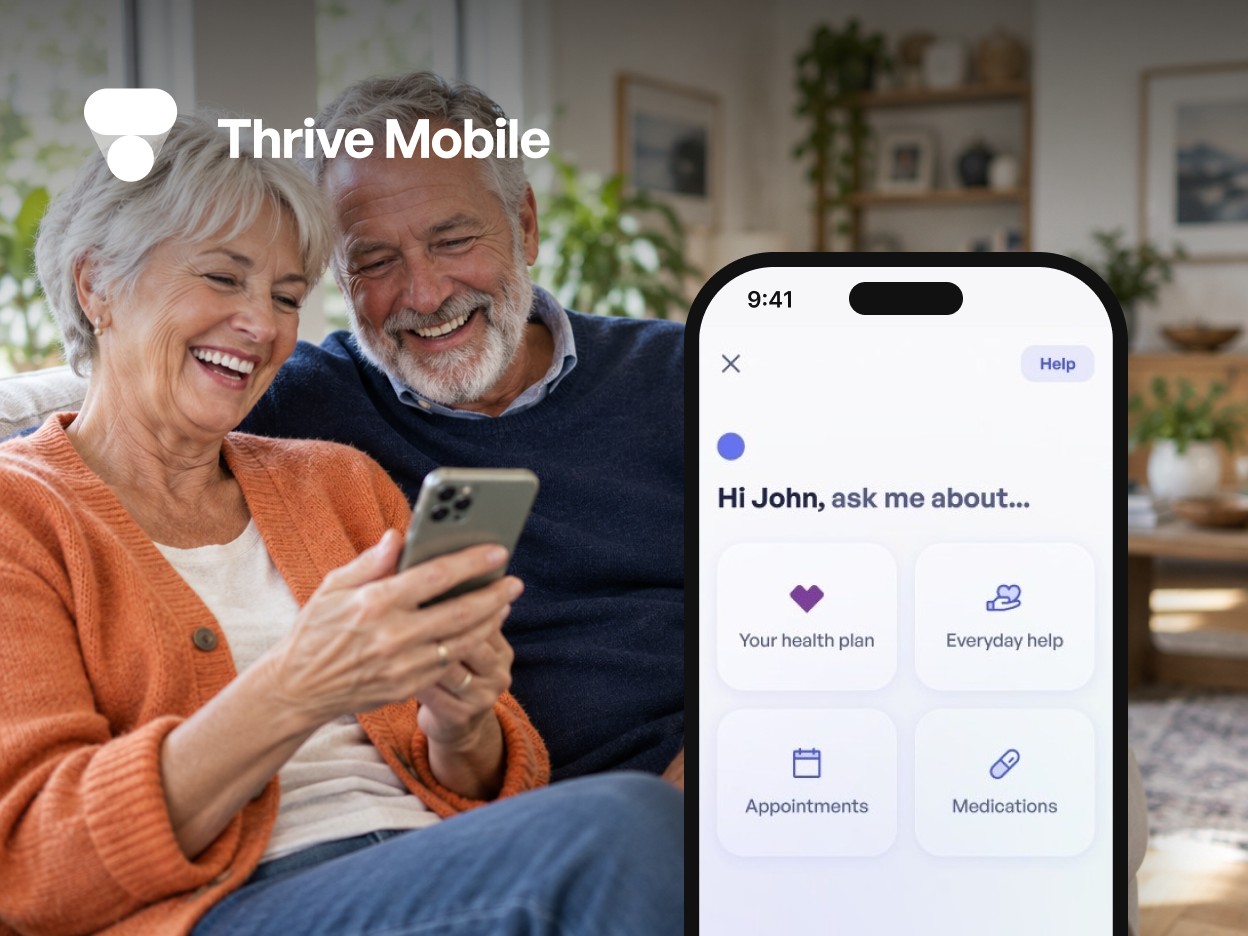 Thrive Mobile
9:41
Help
Hi John, ask me about...
Your health plan
Everyday help
Appointments
Medications